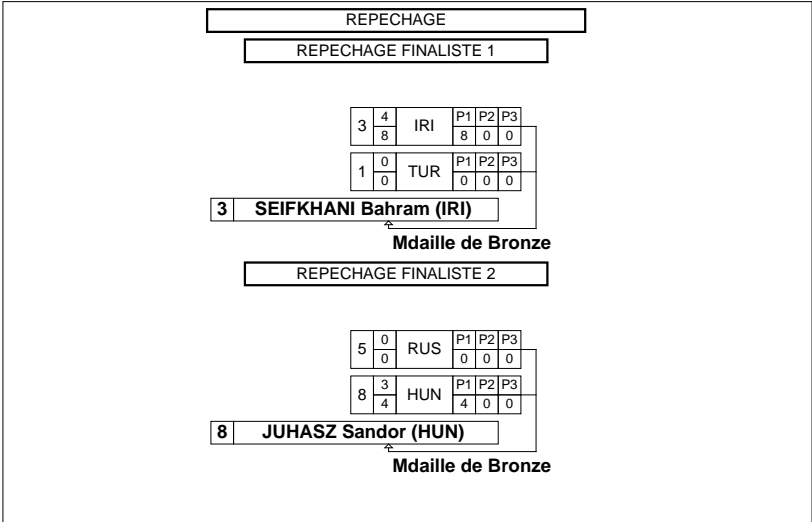 REPECHAGE
REPECHAGE FINALISTE 1
3 4 IRI P1 P2 P3
8 8 0 0
1 0 TUR P1 P2 P3
0 0 0 0
3 SEIFKHANI Bahram (IRI)
Mdaille de Bronze
REPECHAGE FINALISTE 2
5 0 RUS P1 P2 P3
0 0 0 0
8 3 HUN P1 P2 P3
4 4 0 0
8 JUHASZ Sandor (HUN)
Mdaille de Bronze